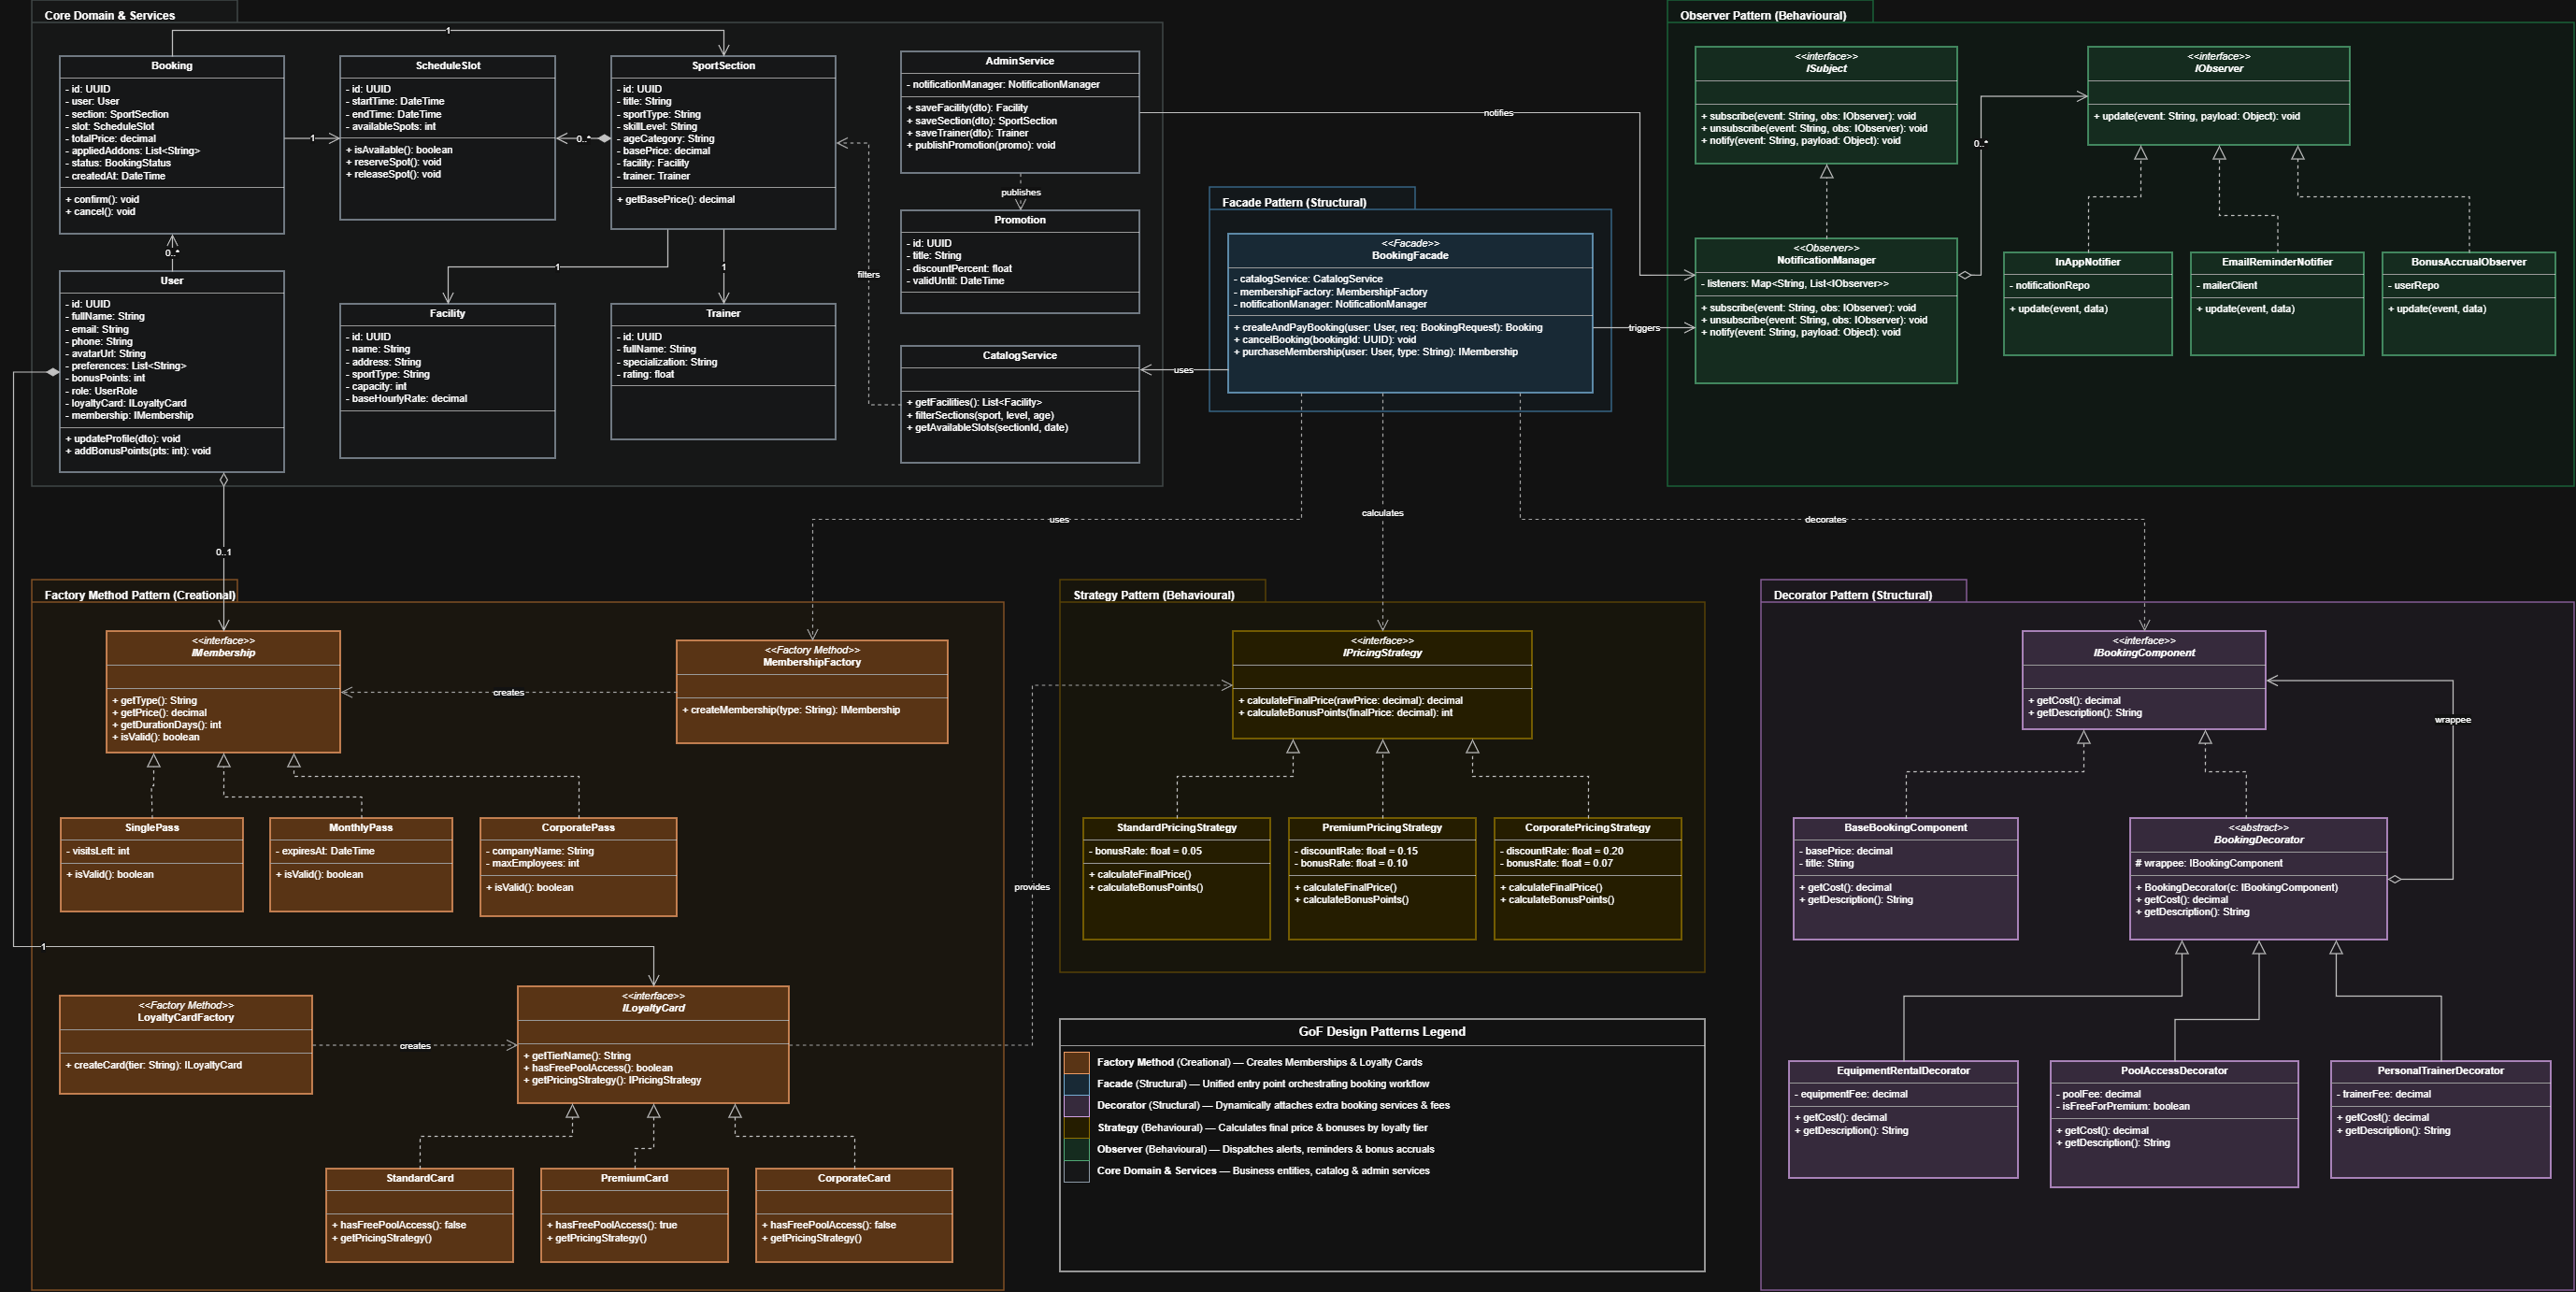 Core Domain & Services
1
Booking
- id: UUID
- user: User
- section: SportSection
- slot: ScheduleSlot
- totalPrice: decimal
- appliedAddons: List<String>
- status: BookingStatus
- createdAt: DateTime
+ confirm(): void
+ cancel(): void
1
ScheduleSlot
- id: UUID
- startTime: DateTime
- endTime: DateTime
- availableSpots: int
+ isAvailable(): boolean
+ reserveSpot(): void
+ releaseSpot(): void
0..*
SportSection
- id: UUID
- title: String
- sportType: String
- skillLevel: String
- ageCategory: String
- basePrice: decimal
- facility: Facility
- trainer: Trainer
+ getBasePrice(): decimal
AdminService
- notificationManager: NotificationManager
+ saveFacility(dto): Facility
+ saveSection(dto): SportSection
+ saveTrainer(dto): Trainer
+ publishPromotion(promo): void
publishes
Promotion
- id: UUID
- title: String
- discountPercent: float
- validUntil: DateTime
filters
0..*
User
- id: UUID
- fullName: String
- email: String
- phone: String
- avatarUrl: String
- preferences: List<String>
- bonusPoints: int
- role: UserRole
- loyaltyCard: ILoyaltyCard
- membership: IMembership
+ updateProfile(dto): void
+ addBonusPoints(pts: int): void
1
1
Facility
- id: UUID
- name: String
- address: String
- sportType: String
- capacity: int
- baseHourlyRate: decimal
Trainer
- id: UUID
- fullName: String
- specialization: String
- rating: float
CatalogService
+ getFacilities(): List<Facility>
+ filterSections(sport, level, age)
+ getAvailableSlots(sectionId, date)
notifies
Facade Pattern (Structural)
<<Facade>>
BookingFacade
- catalogService: CatalogService
- membershipFactory: MembershipFactory
- notificationManager: NotificationManager
+ createAndPayBooking(user: User, req: BookingRequest): Booking
+ cancelBooking(bookingId: UUID): void
+ purchaseMembership(user: User, type: String): IMembership
uses
triggers
Observer Pattern (Behavioural)
<<interface>>
ISubject
+ subscribe(event: String, obs: IObserver): void
+ unsubscribe(event: String, obs: IObserver): void
+ notify(event: String, payload: Object): void
<<interface>>
IObserver
+ update(event: String, payload: Object): void
0..*
<<Observer>>
NotificationManager
- listeners: Map<String, List<IObserver>>
+ subscribe(event: String, obs: IObserver): void
+ unsubscribe(event: String, obs: IObserver): void
+ notify(event: String, payload: Object): void
InAppNotifier
- notificationRepo
+ update(event, data)
EmailReminderNotifier
- mailerClient
+ update(event, data)
BonusAccrualObserver
- userRepo
+ update(event, data)
uses
calculates
decorates
0..1
Factory Method Pattern (Creational)
<<interface>>
IMembership
+ getType(): String
+ getPrice(): decimal
+ getDurationDays(): int
+ isValid(): boolean
creates
<<Factory Method>>
MembershipFactory
+ createMembership(type: String): IMembership
SinglePass
- visitsLeft: int
+ isValid(): boolean
MonthlyPass
- expiresAt: DateTime
+ isValid(): boolean
CorporatePass
- companyName: String
- maxEmployees: int
+ isValid(): boolean
1
<<Factory Method>>
LoyaltyCardFactory
+ createCard(tier: String): ILoyaltyCard
creates
<<interface>>
ILoyaltyCard
+ getTierName(): String
+ hasFreePoolAccess(): boolean
+ getPricingStrategy(): IPricingStrategy
StandardCard
+ hasFreePoolAccess(): false
+ getPricingStrategy()
PremiumCard
+ hasFreePoolAccess(): true
+ getPricingStrategy()
CorporateCard
+ hasFreePoolAccess(): false
+ getPricingStrategy()
provides
Strategy Pattern (Behavioural)
<<interface>>
IPricingStrategy
+ calculateFinalPrice(rawPrice: decimal): decimal
+ calculateBonusPoints(finalPrice: decimal): int
StandardPricingStrategy
- bonusRate: float = 0.05
+ calculateFinalPrice()
+ calculateBonusPoints()
PremiumPricingStrategy
- discountRate: float = 0.15
- bonusRate: float = 0.10
+ calculateFinalPrice()
+ calculateBonusPoints()
CorporatePricingStrategy
- discountRate: float = 0.20
- bonusRate: float = 0.07
+ calculateFinalPrice()
+ calculateBonusPoints()
GoF Design Patterns Legend
Factory Method (Creational) — Creates Memberships & Loyalty Cards
Facade (Structural) — Unified entry point orchestrating booking workflow
Decorator (Structural) — Dynamically attaches extra booking services & fees
Strategy (Behavioural) — Calculates final price & bonuses by loyalty tier
Observer (Behavioural) — Dispatches alerts, reminders & bonus accruals
Core Domain & Services — Business entities, catalog & admin services
Decorator Pattern (Structural)
<<interface>>
IBookingComponent
+ getCost(): decimal
+ getDescription(): String
wrappee
BaseBookingComponent
- basePrice: decimal
- title: String
+ getCost(): decimal
+ getDescription(): String
<<abstract>>
BookingDecorator
# wrappee: IBookingComponent
+ BookingDecorator(c: IBookingComponent)
+ getCost(): decimal
+ getDescription(): String
EquipmentRentalDecorator
- equipmentFee: decimal
+ getCost(): decimal
+ getDescription(): String
PoolAccessDecorator
- poolFee: decimal
- isFreeForPremium: boolean
+ getCost(): decimal
+ getDescription(): String
PersonalTrainerDecorator
- trainerFee: decimal
+ getCost(): decimal
+ getDescription(): String